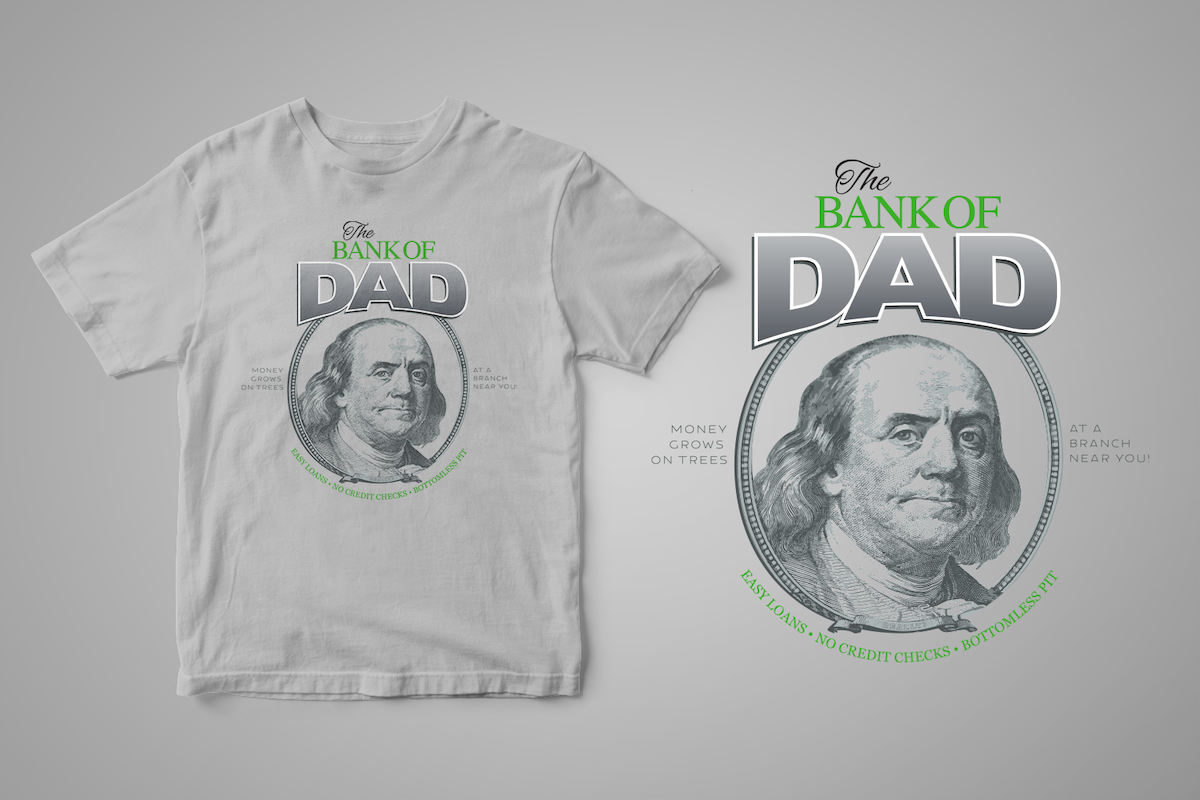 The
BANK OF
DAD
MONEY
GROWS
ON TREES
AT A
BRANCH
NEAR YOU!
EASY LOANS • NO CREDIT CHECKS • BOTTOMLESS PIT
The
BANK OF
DAD
MONEY
GROWS
ON TREES
AT A
BRANCH
NEAR YOU!
EASY LOANS • NO CREDIT CHECKS • BOTTOMLESS PIT